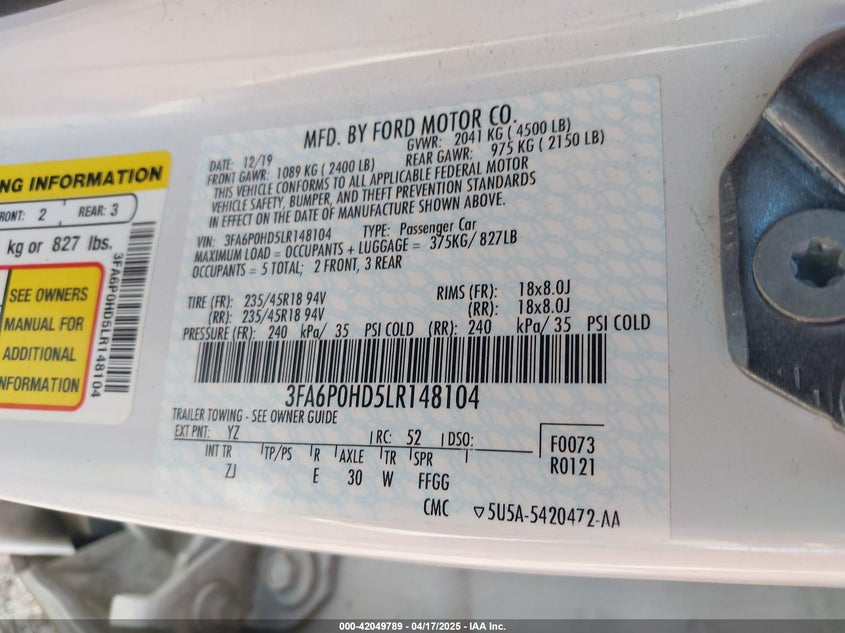 MFD. BY FORD MOTOR CO.
DATE: 12/19 GVWR: 2041 KG ( 4500 LB)
FRONT GAWR: 1089 KG ( 2400 LB) REAR GAWR: 975 KG ( 2150 LB)
THIS VEHICLE CONFORMS TO ALL APPLICABLE FEDERAL MOTOR
VEHICLE SAFETY, BUMPER, AND THEFT PREVENTION STANDARDS
IN EFFECT ON THE DATE OF MANUFACTURE SHOWN ABOVE.
VIN: 3FA6P0HD5LR148104 TYPE: Passenger Car
MAXIMUM LOAD = OCCUPANTS + LUGGAGE = 375KG/ 827LB
OCCUPANTS = 5 TOTAL; 2 FRONT, 3 REAR
TIRE (FR): 235/45R18 94V RIMS (FR): 18x8.0J
(RR): 235/45R18 94V (RR): 18x8.0J
PRESSURE (FR): 240 kPa/ 35 PSI COLD (RR): 240 kPa/ 35 PSI COLD
3FA6P0HD5LR148104
TRAILER TOWING - SEE OWNER GUIDE
EXT PNT: YZ RC: 52 DSO:
F0073
R0121
INT TR TP/PS R AXLE TR SPR
ZJ E 30 W FFGG
CMC ▽5U5A-5420472-AA
NG INFORMATION
FRONT: 2 REAR: 3
kg or 827 lbs.
SEE OWNERS
MANUAL FOR
ADDITIONAL
INFORMATION
3FA6P0HD5LR148104
000-42049789 - 04/17/2025 - IAA Inc.